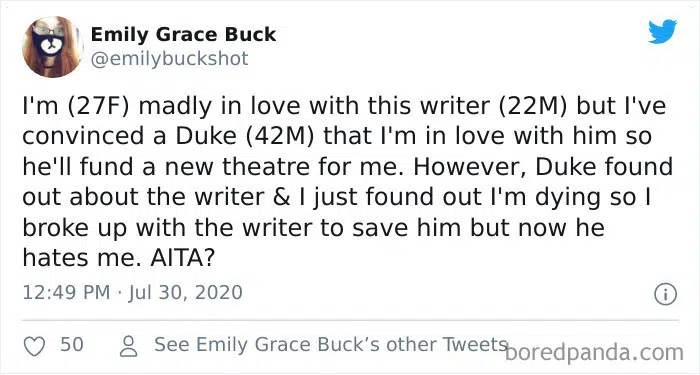 Emily Grace Buck
@emilybuckshot
I'm (27F) madly in love with this writer (22M) but I've
convinced a Duke (42M) that I'm in love with him so
he'll fund a new theatre for me. However, Duke found
out about the writer & I just found out I'm dying so I
broke up with the writer to save him but now he
hates me. AITA?
12:49 PM · Jul 30, 2020
50 See Emily Grace Buck's other Tweets
boredpanda.com